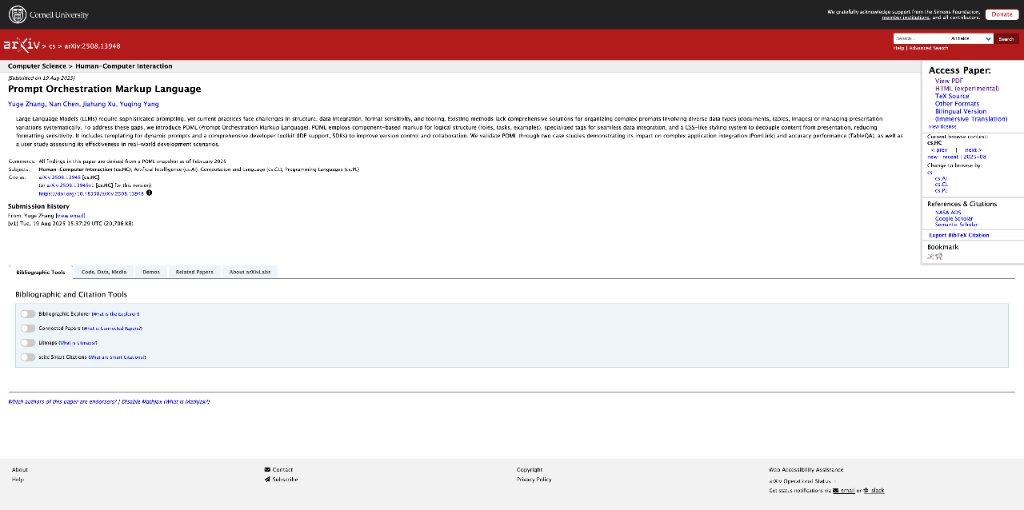 Cornell University
We gratefully acknowledge support from the Simons Foundation,
member institutions, and all contributors.
Donate
arXiv > cs > arXiv:2508.13948
Search...
All fields
Search
Help | Advanced Search
Computer Science > Human-Computer Interaction
[Submitted on 19 Aug 2025]
Prompt Orchestration Markup Language
Yuge Zhang, Nan Chen, Jiahang Xu, Yuqing Yang
Large Language Models (LLMs) require sophisticated prompting, yet current practices face challenges in structure, data integration, format sensitivity, and tooling. Existing methods lack comprehensive solutions for organizing complex prompts involving diverse data types (documents, tables, images) or managing presentation
variations systematically. To address these gaps, we introduce POML (Prompt Orchestration Markup Language). POML employs component-based markup for logical structure (roles, tasks, examples), specialized tags for seamless data integration, and a CSS-like styling system to decouple content from presentation, reducing
formatting sensitivity. It includes templating for dynamic prompts and a comprehensive developer toolkit (IDE support, SDKs) to improve version control and collaboration. We validate POML through two case studies demonstrating its impact on complex application integration (PomLink) and accuracy performance (TableQA), as well as
a user study assessing its effectiveness in real-world development scenarios.
Comments: All findings in this paper are derived from a POML snapshot as of February 2025
Subjects: Human-Computer Interaction (cs.HC); Artificial Intelligence (cs.AI); Computation and Language (cs.CL); Programming Languages (cs.PL)
Cite as: arXiv:2508.13948 [cs.HC]
(or arXiv:2508.13948v1 [cs.HC] for this version)
https://doi.org/10.48550/arXiv.2508.13948
Submission history
From: Yuge Zhang [view email]
[v1] Tue, 19 Aug 2025 15:37:29 UTC (20,706 KB)
Access Paper:
View PDF
HTML (experimental)
TeX Source
Other Formats
Bilingual Version
(Immersive Translation)
view license
Current browse context:
cs.HC
< prev | next >
new | recent | 2025-08
Change to browse by:
cs
cs.AI
cs.CL
cs.PL
References & Citations
NASA ADS
Google Scholar
Semantic Scholar
Export BibTeX Citation
Bookmark
Bibliographic Tools
Code, Data, Media
Demos
Related Papers
About arXivLabs
Bibliographic and Citation Tools
Bibliographic Explorer (What is the Explorer?)
Connected Papers (What is Connected Papers?)
Litmaps (What is Litmaps?)
scite Smart Citations (What are Smart Citations?)
Which authors of this paper are endorsers? | Disable MathJax (What is MathJax?)
About
Help
Contact
Subscribe
Copyright
Privacy Policy
Web Accessibility Assistance
arXiv Operational Status
Get status notifications via email or slack